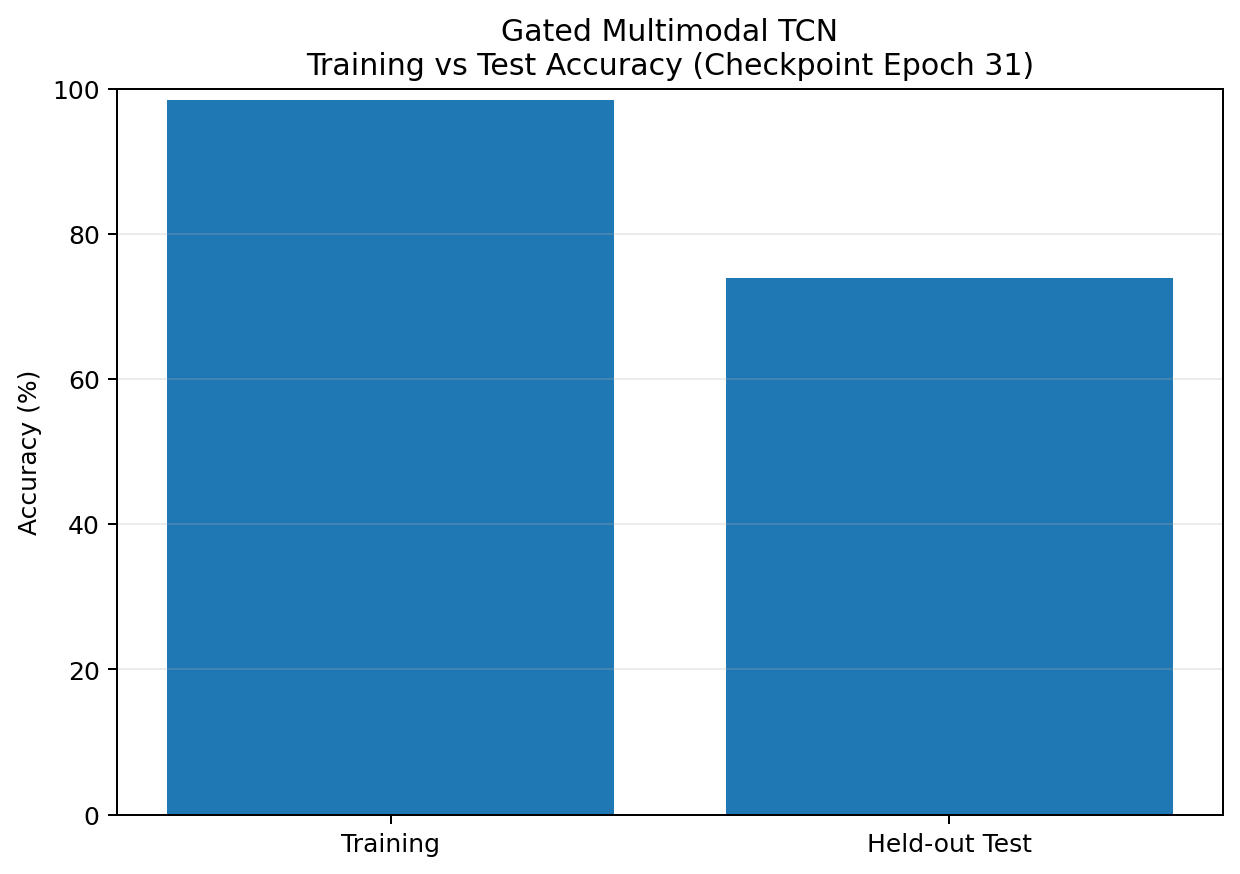 Gated Multimodal TCN
Training vs Test Accuracy (Checkpoint Epoch 31)
100
80
60
40
20
0
Accuracy (%)
Training
Held-out Test